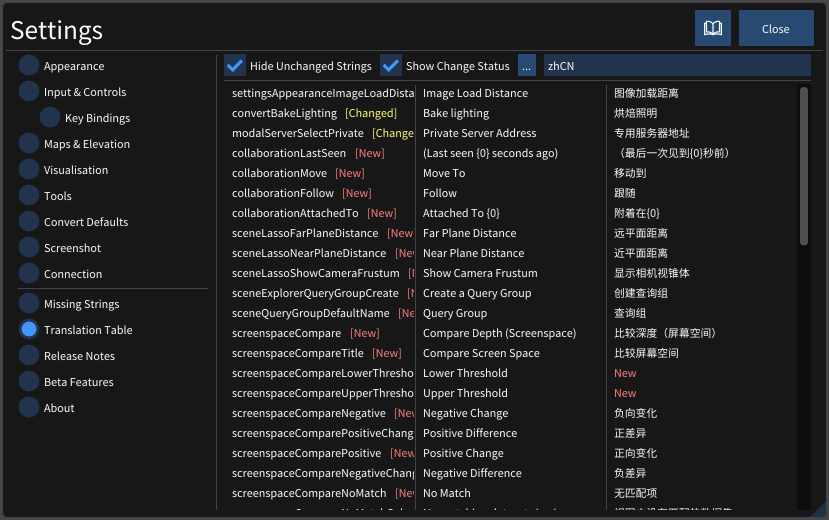 Settings
Close
Appearance
Input & Controls
Key Bindings
Maps & Elevation
Visualisation
Tools
Convert Defaults
Screenshot
Connection
Missing Strings
Translation Table
Release Notes
Beta Features
About
Hide Unchanged Strings Show Change Status ... zhCN
settingsAppearanceImageLoadDista Image Load Distance 图像加载距离
convertBakeLighting [Changed] Bake lighting 烘焙照明
modalServerSelectPrivate [Change Private Server Address 专用服务器地址
collaborationLastSeen [New] (Last seen {0} seconds ago) （最后一次见到{0}秒前）
collaborationMove [New] Move To 移动到
collaborationFollow [New] Follow 跟随
collaborationAttachedTo [New] Attached To {0} 附着在{0}
sceneLassoFarPlaneDistance [New Far Plane Distance 远平面距离
sceneLassoNearPlaneDistance [Nev Near Plane Distance 近平面距离
sceneLassoShowCameraFrustum [ Show Camera Frustum 显示相机视锥体
sceneExplorerQueryGroupCreate [N Create a Query Group 创建查询组
sceneQueryGroupDefaultName [Ne Query Group 查询组
screenspaceCompare [New] Compare Depth (Screenspace) 比较深度（屏幕空间）
screenspaceCompareTitle [New] Compare Screen Space 比较屏幕空间
screenspaceCompareLowerThresho Lower Threshold New
screenspaceCompareUpperThresho Upper Threshold New
screenspaceCompareNegative [Nev Negative Change 负向变化
screenspaceComparePositiveChang Positive Difference 正差异
screenspaceComparePositive [New Positive Change 正向变化
screenspaceCompareNegativeChang Negative Difference 负差异
screenspaceCompareNoMatch [Ne No Match 无匹配项